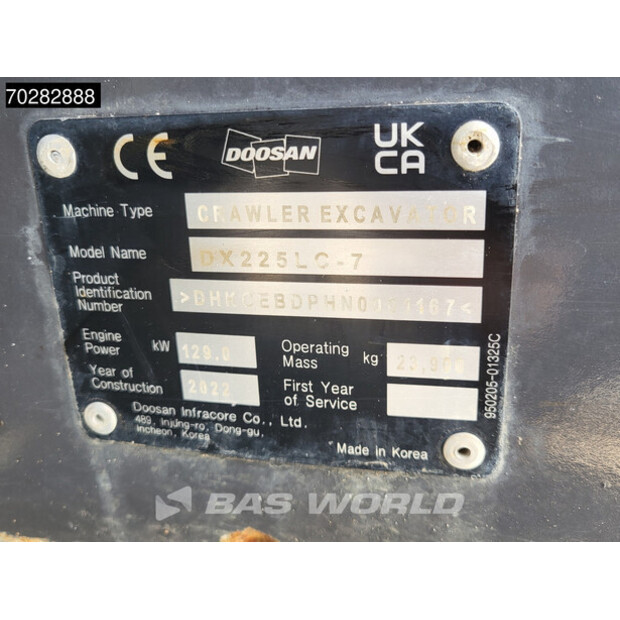 70282888
CE
DOOSAN
UK
CA
Machine Type CRAWLER EXCAVATOR
Model Name DX225LC-7
Product
Identification
Number
Engine
Power kW 129.0
Operating
Mass kg
Year of
Construction 2022
First Year
of Service
Doosan Infracore Co., Ltd.
489, Injung-ro, Dong-gu,
Incheon, Korea
Made in Korea
950205-01325C
BAS WORLD